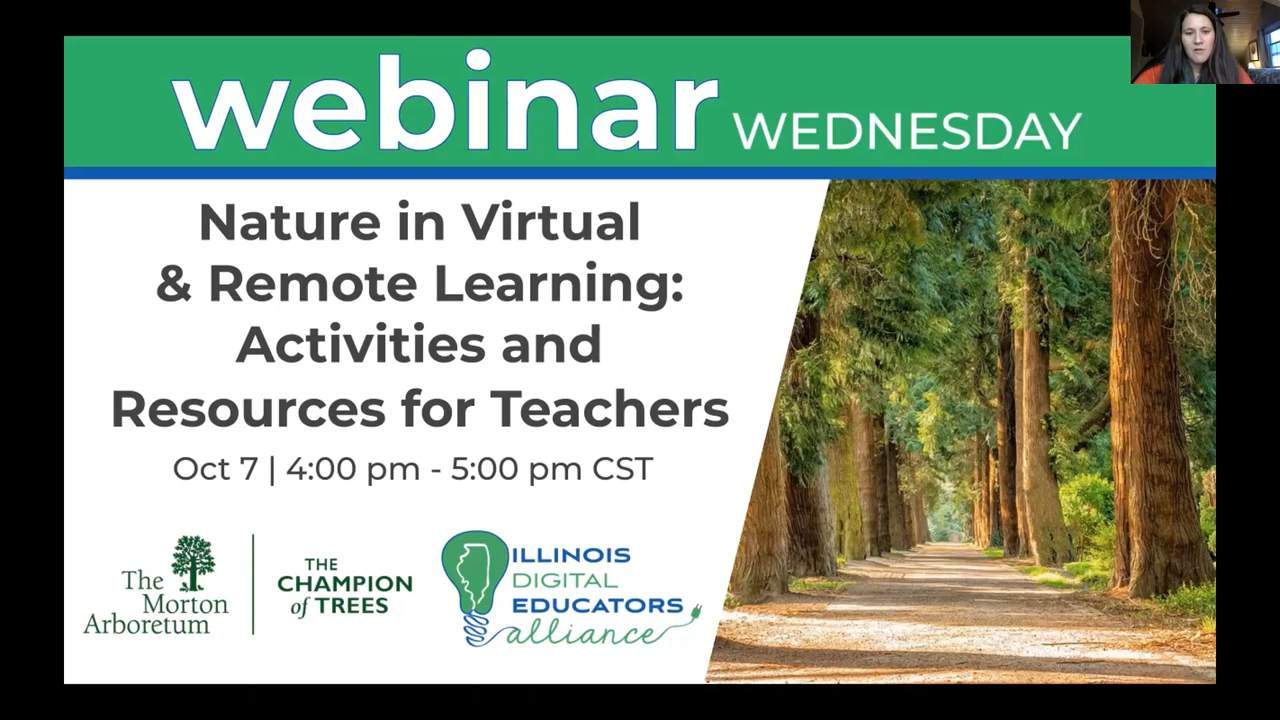 webinar WEDNESDAY
Nature in Virtual
& Remote Learning:
Activities and
Resources for Teachers
Oct 7 | 4:00 pm - 5:00 pm CST
The
Morton
Arboretum
THE
CHAMPION
of TREES
ILLINOIS
DIGITAL
EDUCATORS
alliance